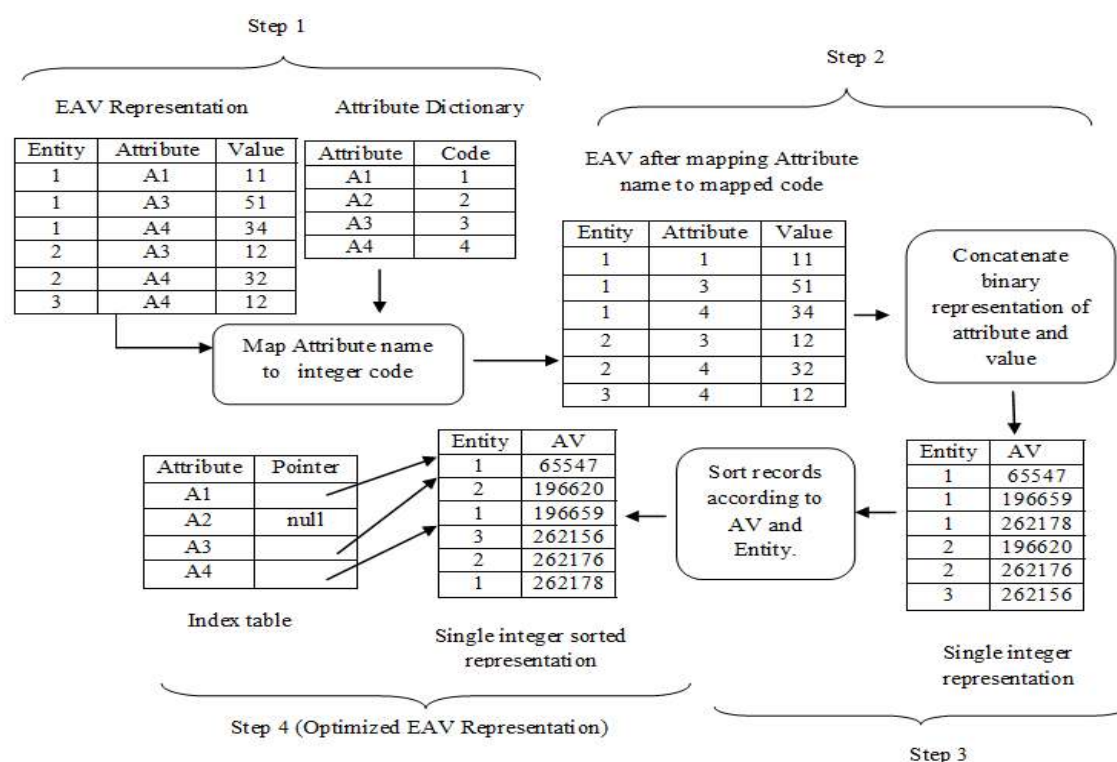 Step 1
EAV Representation
Entity Attribute Value
1 A1 11
1 A3 51
1 A4 34
2 A3 12
2 A4 32
3 A4 12
Attribute Dictionary
Attribute Code
A1 1
A2 2
A3 3
A4 4
Map Attribute name
to integer code
Step 2
EAV after mapping Attribute
name to mapped code
Entity Attribute Value
1 1 11
1 3 51
1 4 34
2 3 12
2 4 32
3 4 12
Concatenate
binary
representation of
attribute and
value
Entity AV
1 65547
1 196659
1 262178
2 196620
2 262176
3 262156
Single integer
representation
Step 3
Sort records
according to
AV and
Entity.
Entity AV
1 65547
2 196620
1 196659
3 262156
2 262176
1 262178
Single integer sorted
representation
Attribute Pointer
A1
A2 null
A3
A4
Index table
Step 4 (Optimized EAV Representation)